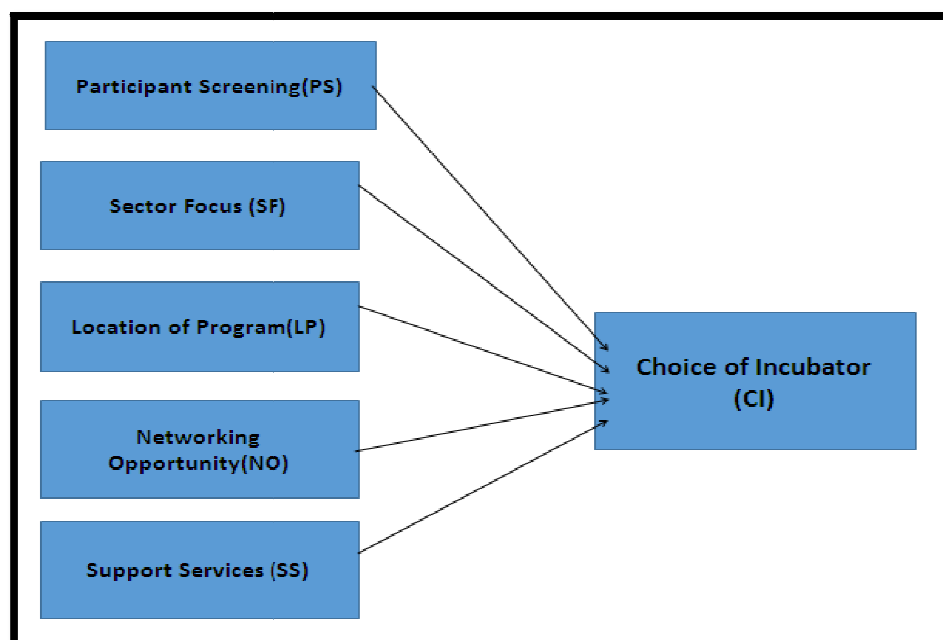 Participant Screening(PS)
Sector Focus (SF)
Location of Program(LP)
Networking
Opportunity(NO)
Support Services (SS)
Choice of Incubator
(CI)